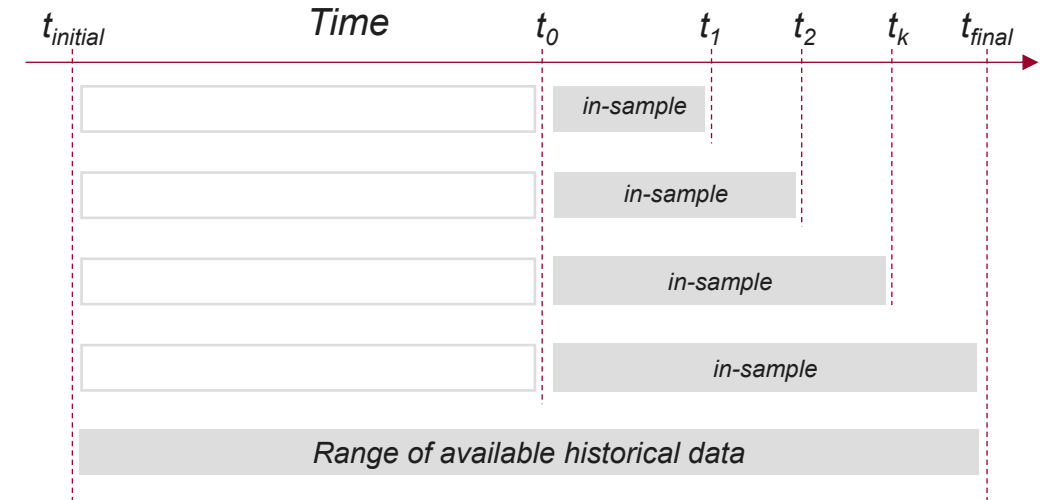 t_initial Time t_0 t_1 t_2 t_k t_final
in-sample
in-sample
in-sample
in-sample
Range of available historical data